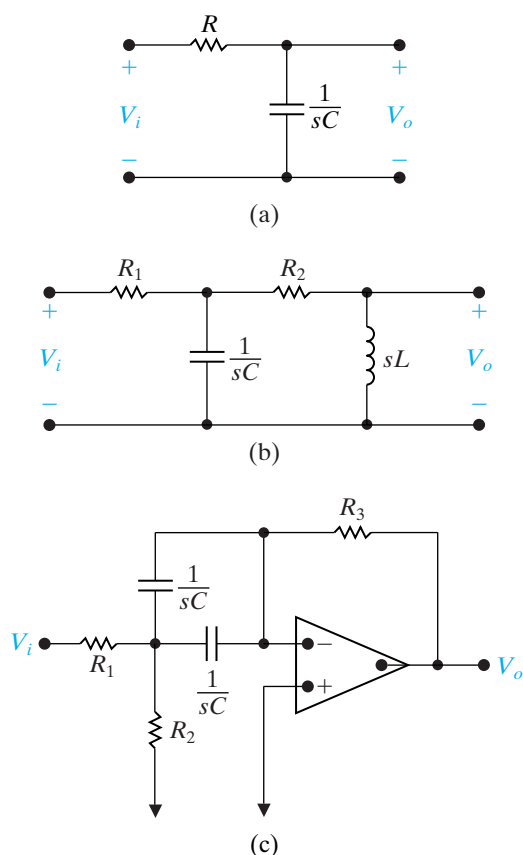 R
+ +
V_i 1/sC V_o
− −
(a)
R_1 R_2
+ +
V_i 1/sC sL V_o
− −
(b)
R_3
1/sC
V_i R_1 − V_o
1/sC +
R_2
(c)